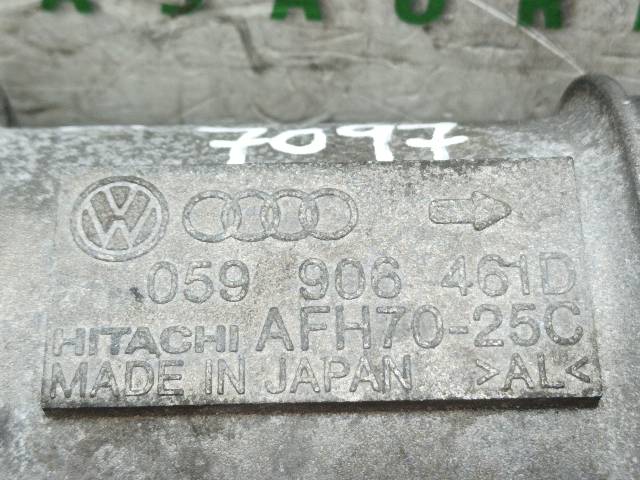 7097
059 906 461D
HITACHI AFH70-25C
MADE IN JAPAN >AL<